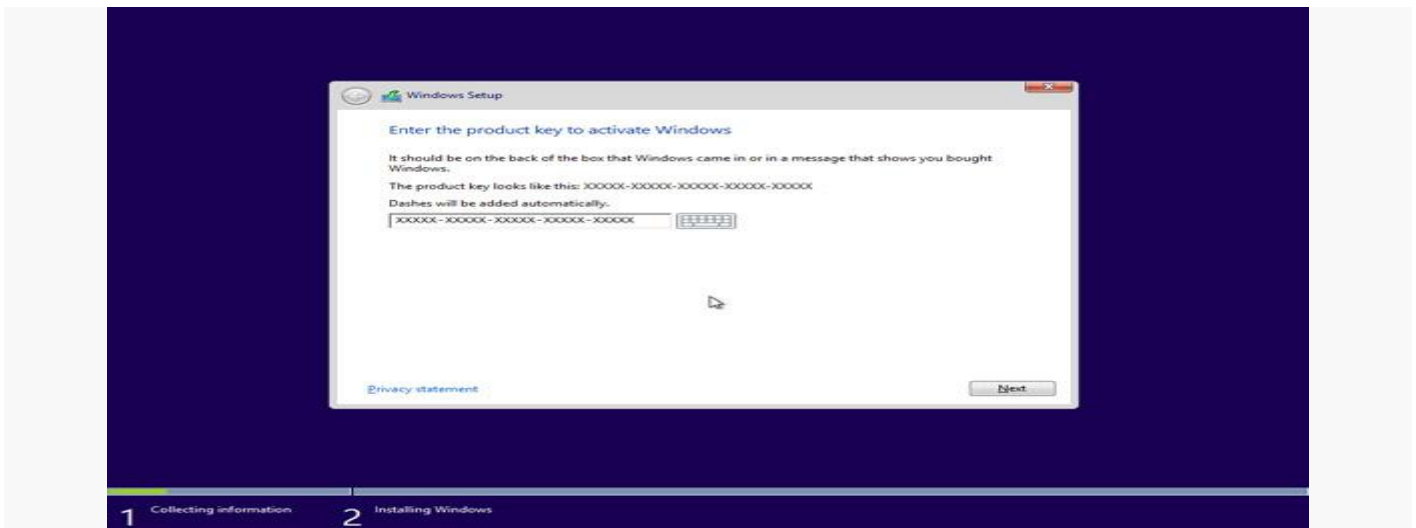 Windows Setup
Enter the product key to activate Windows
It should be on the back of the box that Windows came in or in a message that shows you bought
Windows.
The product key looks like this: XXXXX-XXXXX-XXXXX-XXXXX-XXXXX
Dashes will be added automatically.
XXXXX-XXXXX-XXXXX-XXXXX-XXXXX
Privacy statement
Next
1 Collecting information 2 Installing Windows